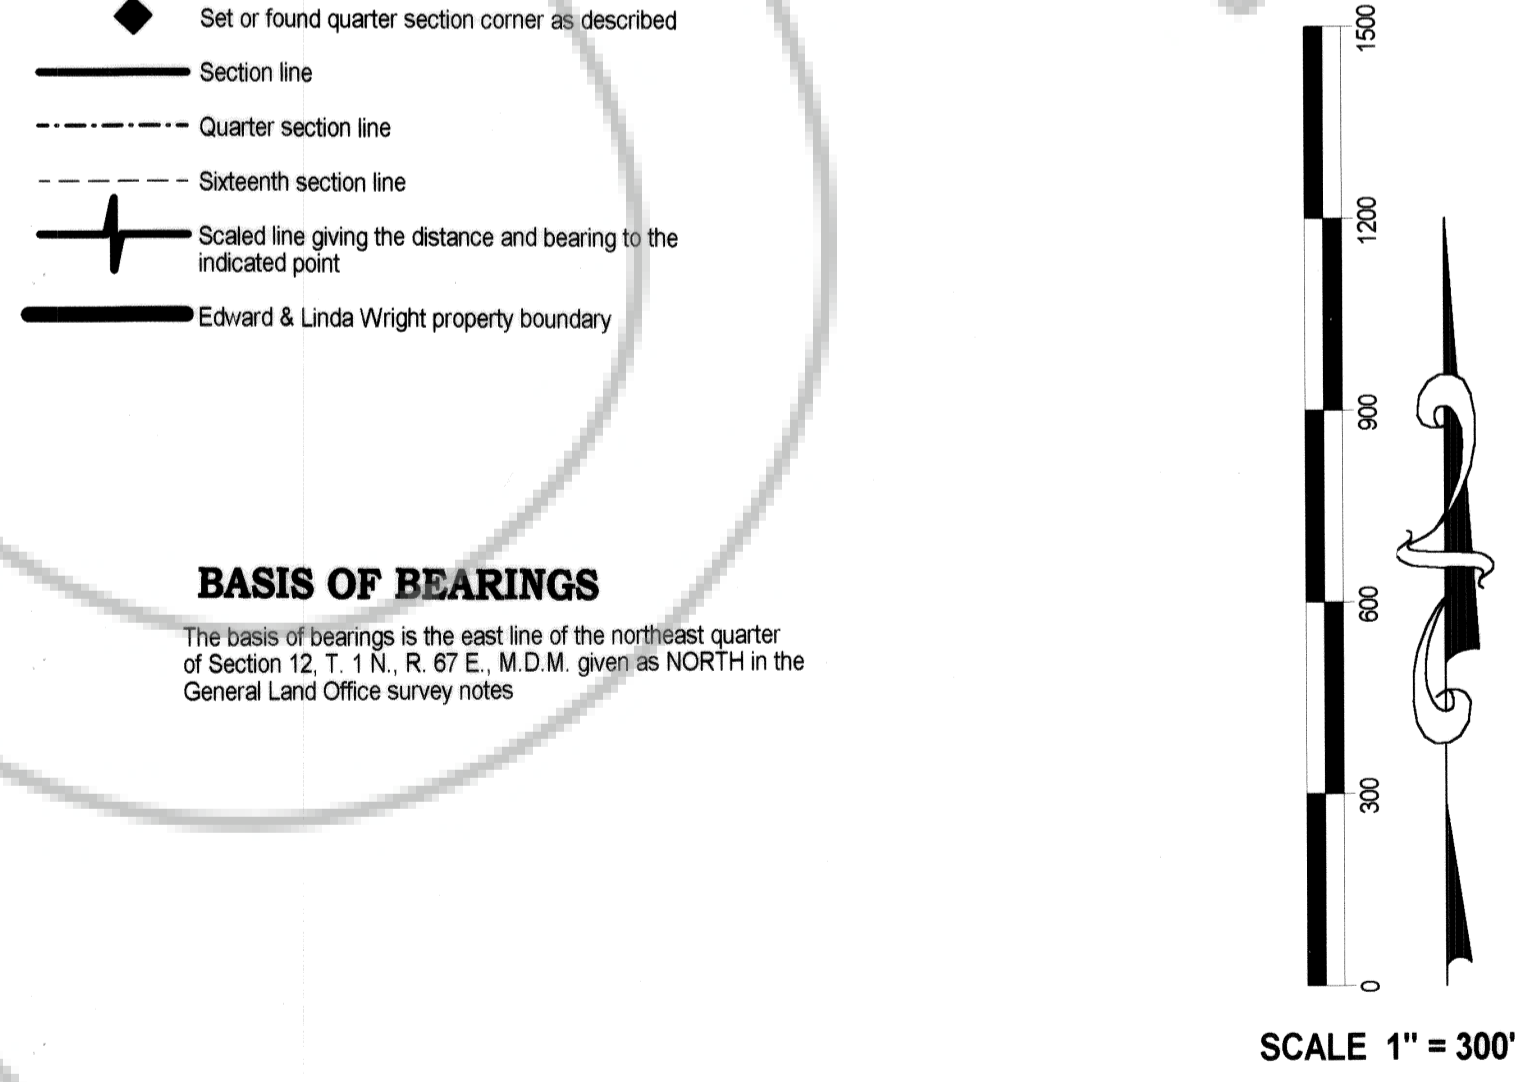 Set or found quarter section corner as described
Section line
Quarter section line
Sixteenth section line
Scaled line giving the distance and bearing to the
indicated point
Edward & Linda Wright property boundary
BASIS OF BEARINGS
The basis of bearings is the east line of the northeast quarter
of Section 12, T. 1 N., R. 67 E., M.D.M. given as NORTH in the
General Land Office survey notes
1500
1200
900
600
300
0
SCALE 1" = 300'